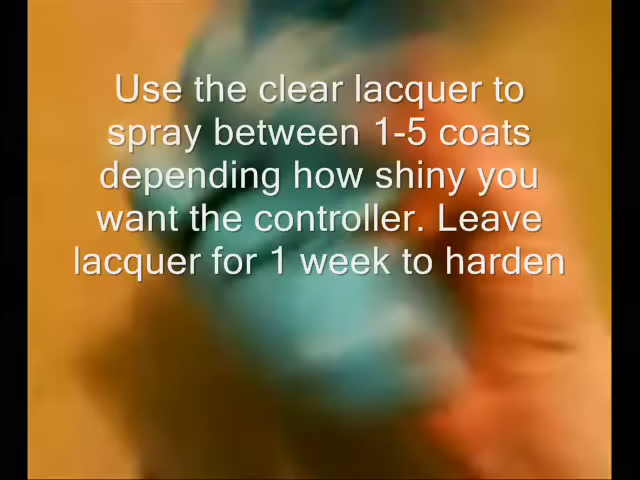 Use the clear lacquer to
spray between 1-5 coats
depending how shiny you
want the controller. Leave
lacquer for 1 week to harden